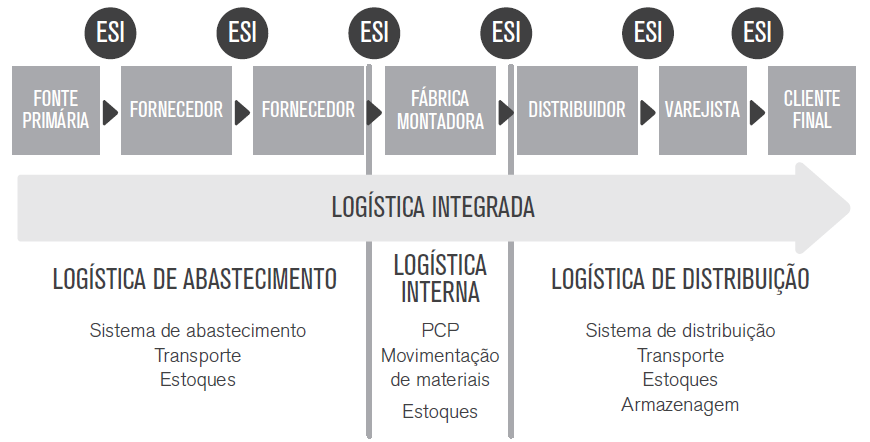 ESI ESI ESI ESI ESI ESI
FONTE
PRIMÁRIA
FORNECEDOR
FORNECEDOR
FÁBRICA
MONTADORA
DISTRIBUIDOR
VAREJISTA
CLIENTE
FINAL
LOGÍSTICA INTEGRADA
LOGÍSTICA DE ABASTECIMENTO
Sistema de abastecimento
Transporte
Estoques
LOGÍSTICA
INTERNA
PCP
Movimentação
de materiais
Estoques
LOGÍSTICA DE DISTRIBUIÇÃO
Sistema de distribuição
Transporte
Estoques
Armazenagem